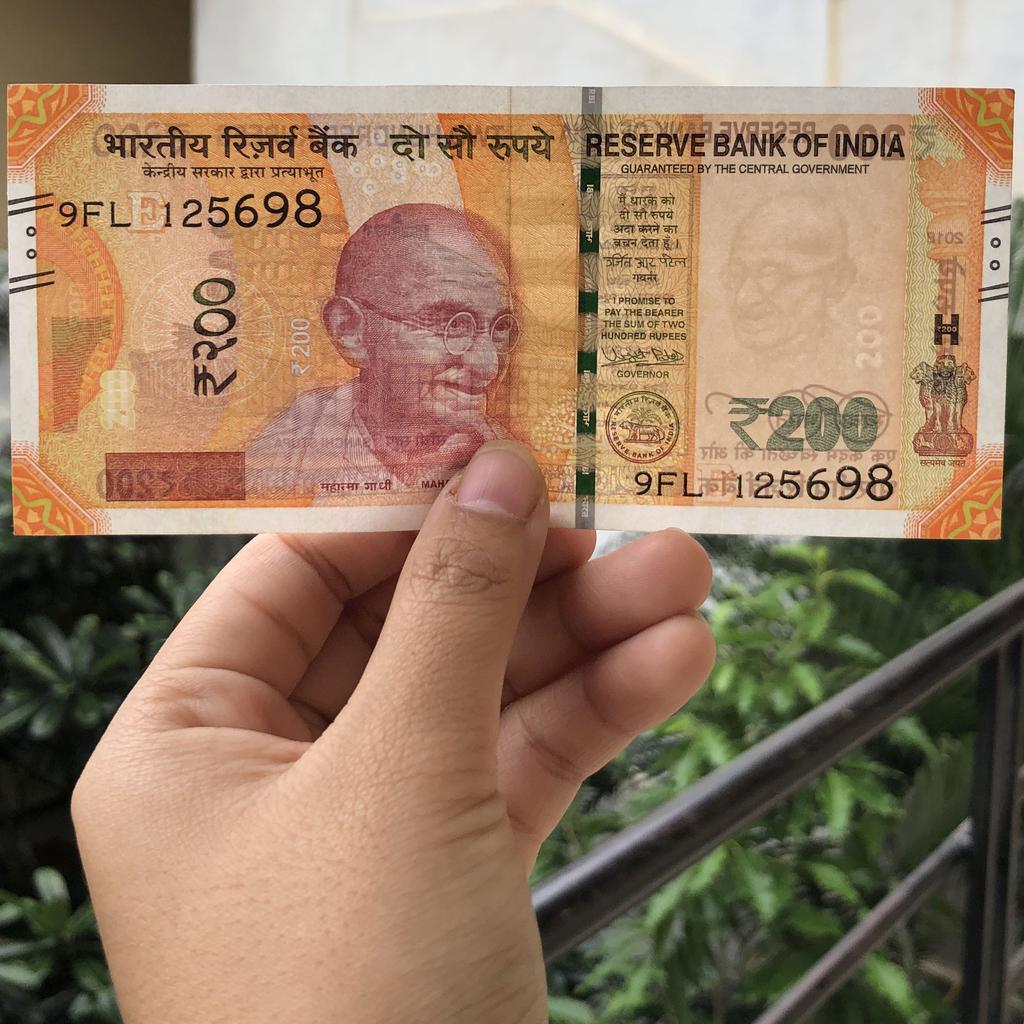 भारतीय रिज़र्व बैंक दो सौ रुपये RESERVE BANK OF INDIA
केन्द्रीय सरकार द्वारा प्रत्याभूत GUARANTEED BY THE CENTRAL GOVERNMENT
9FL 125698
₹२००
₹200
मैं धारक को
दो सौ रुपये
अदा करने का
वचन देता हूँ।
उर्जित आर पटेल
गवर्नर
I PROMISE TO
PAY THE BEARER
THE SUM OF TWO
HUNDRED RUPEES
GOVERNOR
भारतीय रिज़र्व बैंक
RESERVE BANK OF INDIA
200
₹200
₹200
सत्यमेव जयते
महात्मा गांधी
9FL 125698